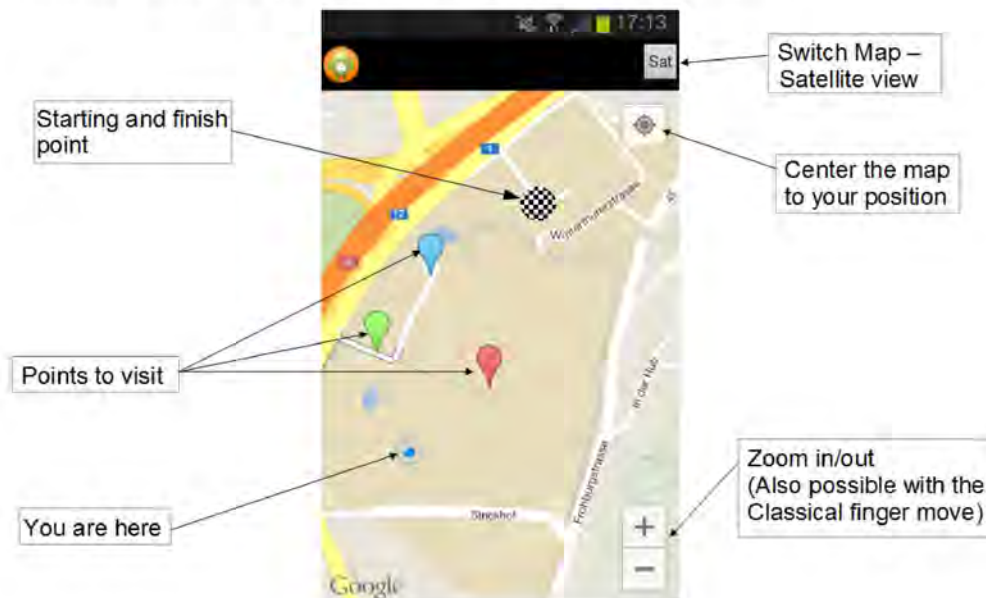 17:13
Sat
Switch Map –
Satellite view
Starting and finish
point
Center the map
to your position
Winterthurerstrasse
Points to visit
In der Hub
Frohburgstrasse
Zoom in/out
(Also possible with the
Classical finger move)
You are here
Strickhof
Google